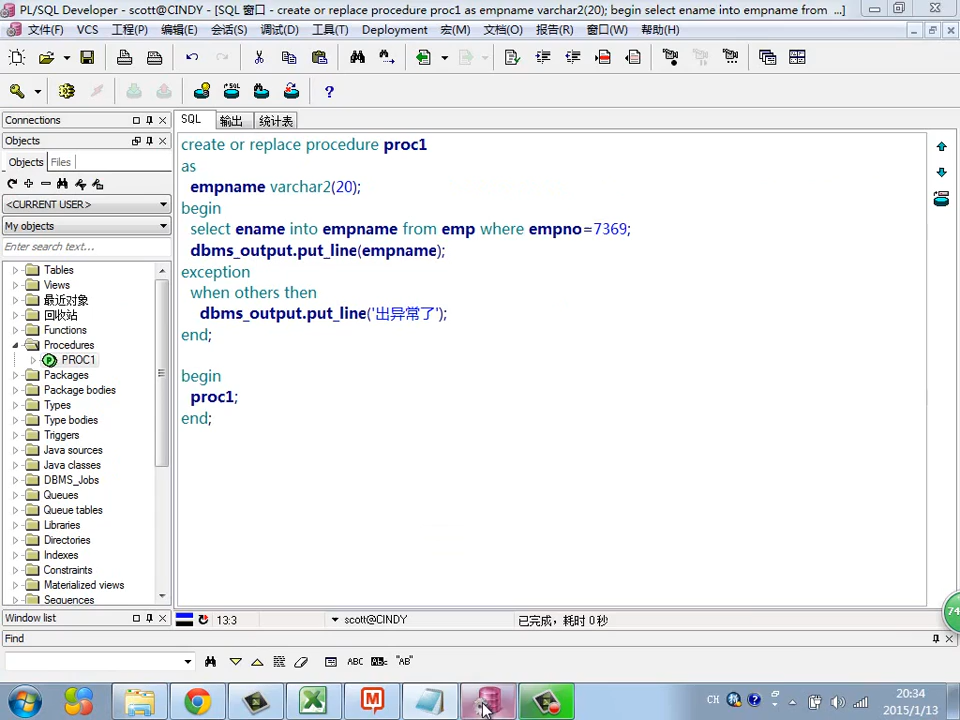 PL/SQL Developer - scott@CINDY - [SQL 窗口 - create or replace procedure proc1 as empname varchar2(20); begin select ename into empname from ...]
文件(F) VCS 工程(P) 编辑(E) 会话(S) 调试(D) 工具(T) Deployment 宏(M) 文档(O) 报告(R) 窗口(W) 帮助(H)
Connections
Objects
Objects Files
<CURRENT USER>
My objects
Enter search text...
Tables
Views
最近对象
回收站
Functions
Procedures
PROC1
Packages
Package bodies
Types
Type bodies
Triggers
Java sources
Java classes
DBMS_Jobs
Queues
Queue tables
Libraries
Directories
Indexes
Constraints
Materialized views
Sequences
SQL 输出 统计表
create or replace procedure proc1
as
empname varchar2(20);
begin
select ename into empname from emp where empno=7369;
dbms_output.put_line(empname);
exception
when others then
dbms_output.put_line('出异常了');
end;
begin
proc1;
end;
74
Window list
13:3 scott@CINDY 已完成，耗时 0 秒
Find
ABC "AB"
CH 20:34
2015/1/13